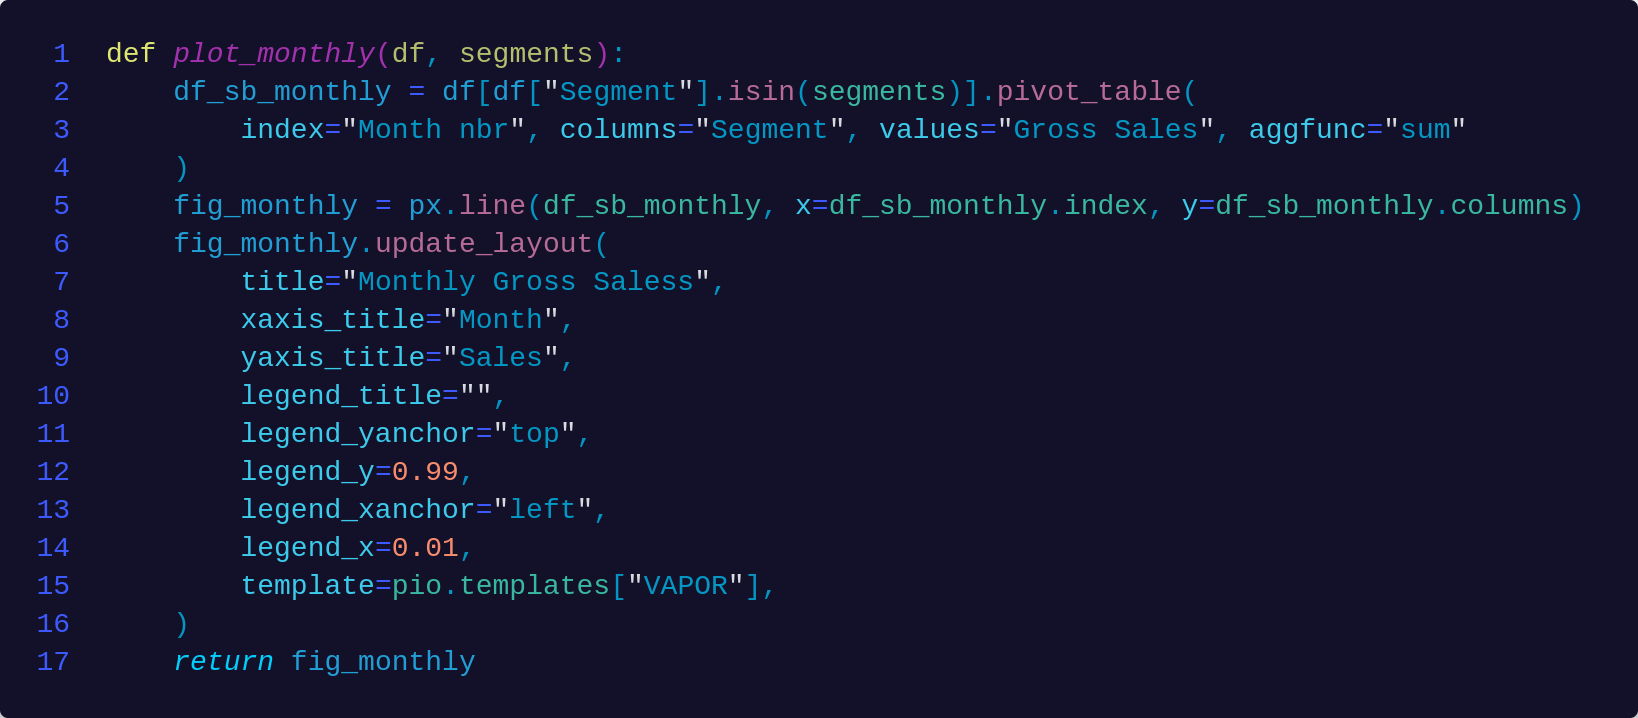 1 def plot_monthly(df, segments):
2     df_sb_monthly = df[df["Segment"].isin(segments)].pivot_table(
3         index="Month nbr", columns="Segment", values="Gross Sales", aggfunc="sum"
4     )
5     fig_monthly = px.line(df_sb_monthly, x=df_sb_monthly.index, y=df_sb_monthly.columns)
6     fig_monthly.update_layout(
7         title="Monthly Gross Saless",
8         xaxis_title="Month",
9         yaxis_title="Sales",
10         legend_title="",
11         legend_yanchor="top",
12         legend_y=0.99,
13         legend_xanchor="left",
14         legend_x=0.01,
15         template=pio.templates["VAPOR"],
16     )
17     return fig_monthly